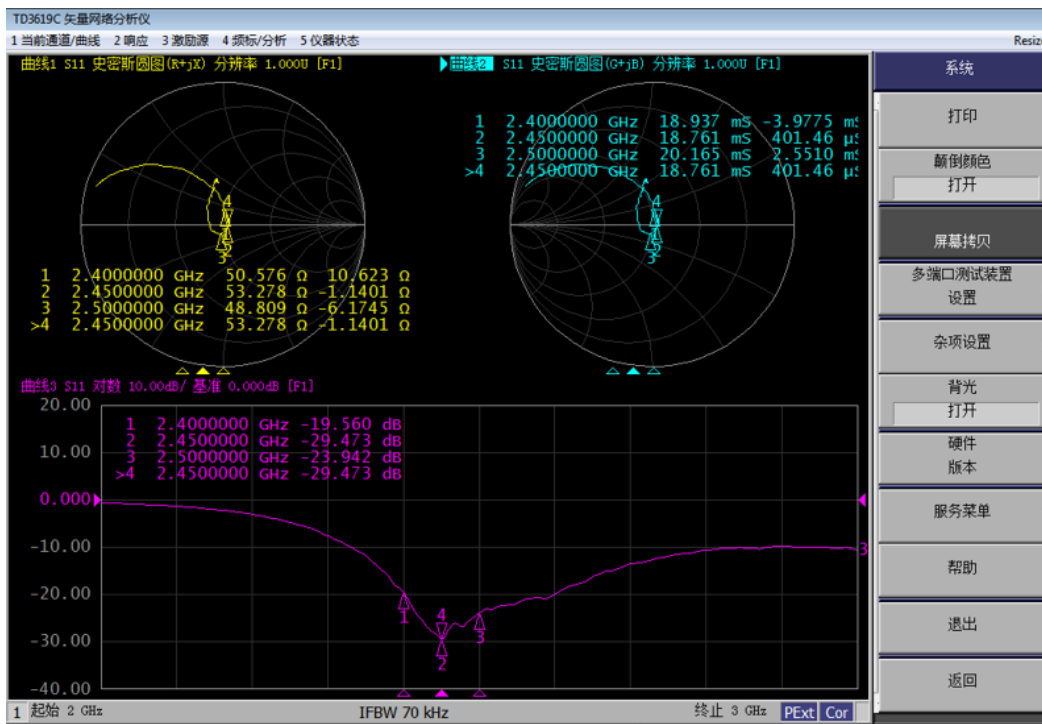 TD3619C 矢量网络分析仪
1 当前通道/曲线 2 响应 3 激励源 4 频标/分析 5 仪器状态 Resiz
曲线1 S11 史密斯圆图(R+jX) 分辨率 1.000U [F1]
曲线2 S11 史密斯圆图(G+jB) 分辨率 1.000U [F1]
1 2.4000000 GHz 18.937 mS -3.9775 mS
2 2.4500000 GHz 18.761 mS 401.46 µS
3 2.5000000 GHz 20.165 mS 2.5510 mS
>4 2.4500000 GHz 18.761 mS 401.46 µS
4
1
2
3
4
3
1 2.4000000 GHz 50.576 Ω 10.623 Ω
2 2.4500000 GHz 53.278 Ω -1.1401 Ω
3 2.5000000 GHz 48.809 Ω -6.1745 Ω
>4 2.4500000 GHz 53.278 Ω -1.1401 Ω
曲线3 S11 对数 10.00dB/ 基准 0.000dB [F1]
20.00
10.00
0.000
-10.00
-20.00
-30.00
-40.00
1 2.4000000 GHz -19.560 dB
2 2.4500000 GHz -29.473 dB
3 2.5000000 GHz -23.942 dB
>4 2.4500000 GHz -29.473 dB
3
1
4
3
2
1 起始 2 GHz IFBW 70 kHz 终止 3 GHz PExt Cor
系统
打印
颠倒颜色
打开
屏幕拷贝
多端口测试装置
设置
杂项设置
背光
打开
硬件
版本
服务菜单
帮助
退出
返回